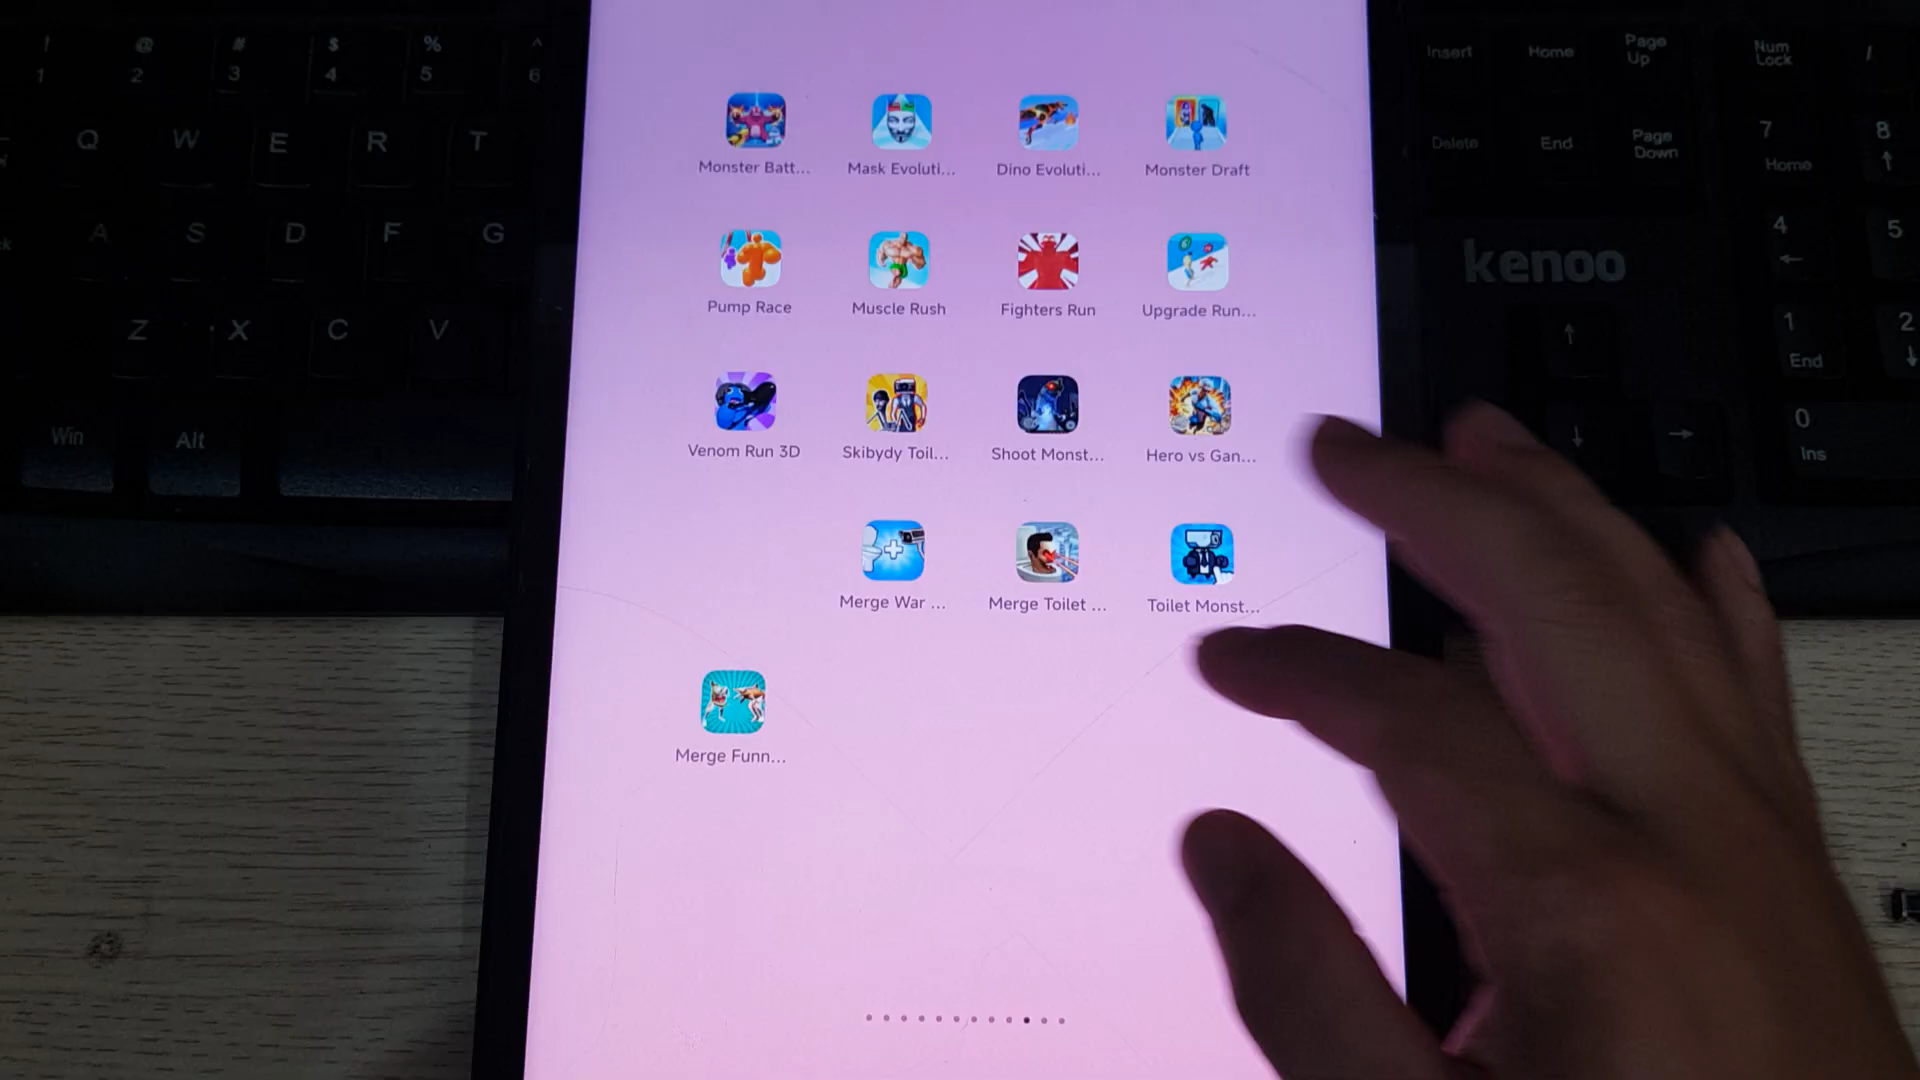 ! @ # $ % ^
1 2 3 4 5 6
Q W E R T
A S D F G
Z X C V
Win Alt
Monster Batt... Mask Evoluti... Dino Evoluti... Monster Draft
Pump Race Muscle Rush Fighters Run Upgrade Run...
Venom Run 3D Skibydy Toil... Shoot Monst... Hero vs Gan...
Merge War ... Merge Toilet ... Toilet Monst...
Merge Funn...
Insert Home Page Up Num Lock /
Delete End Page Down 7 Home 8 ↑
kenoo
4 ← 5
↑ 1 End 2 ↓
↓ → 0 Ins